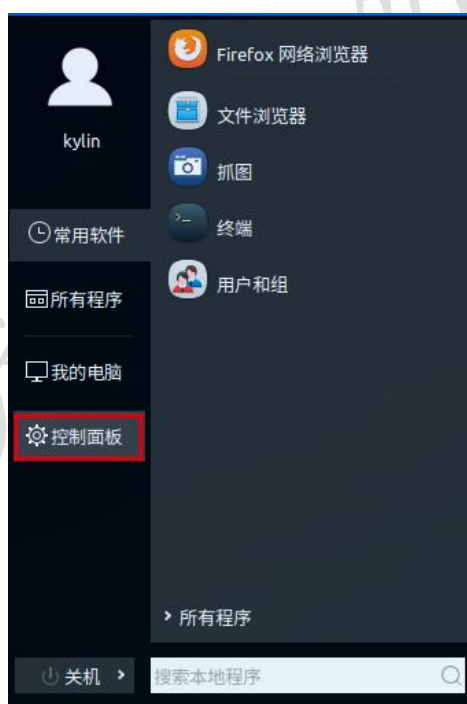 kylin
常用软件
所有程序
我的电脑
控制面板
关机
Firefox 网络浏览器
文件浏览器
抓图
终端
用户和组
所有程序
搜索本地程序